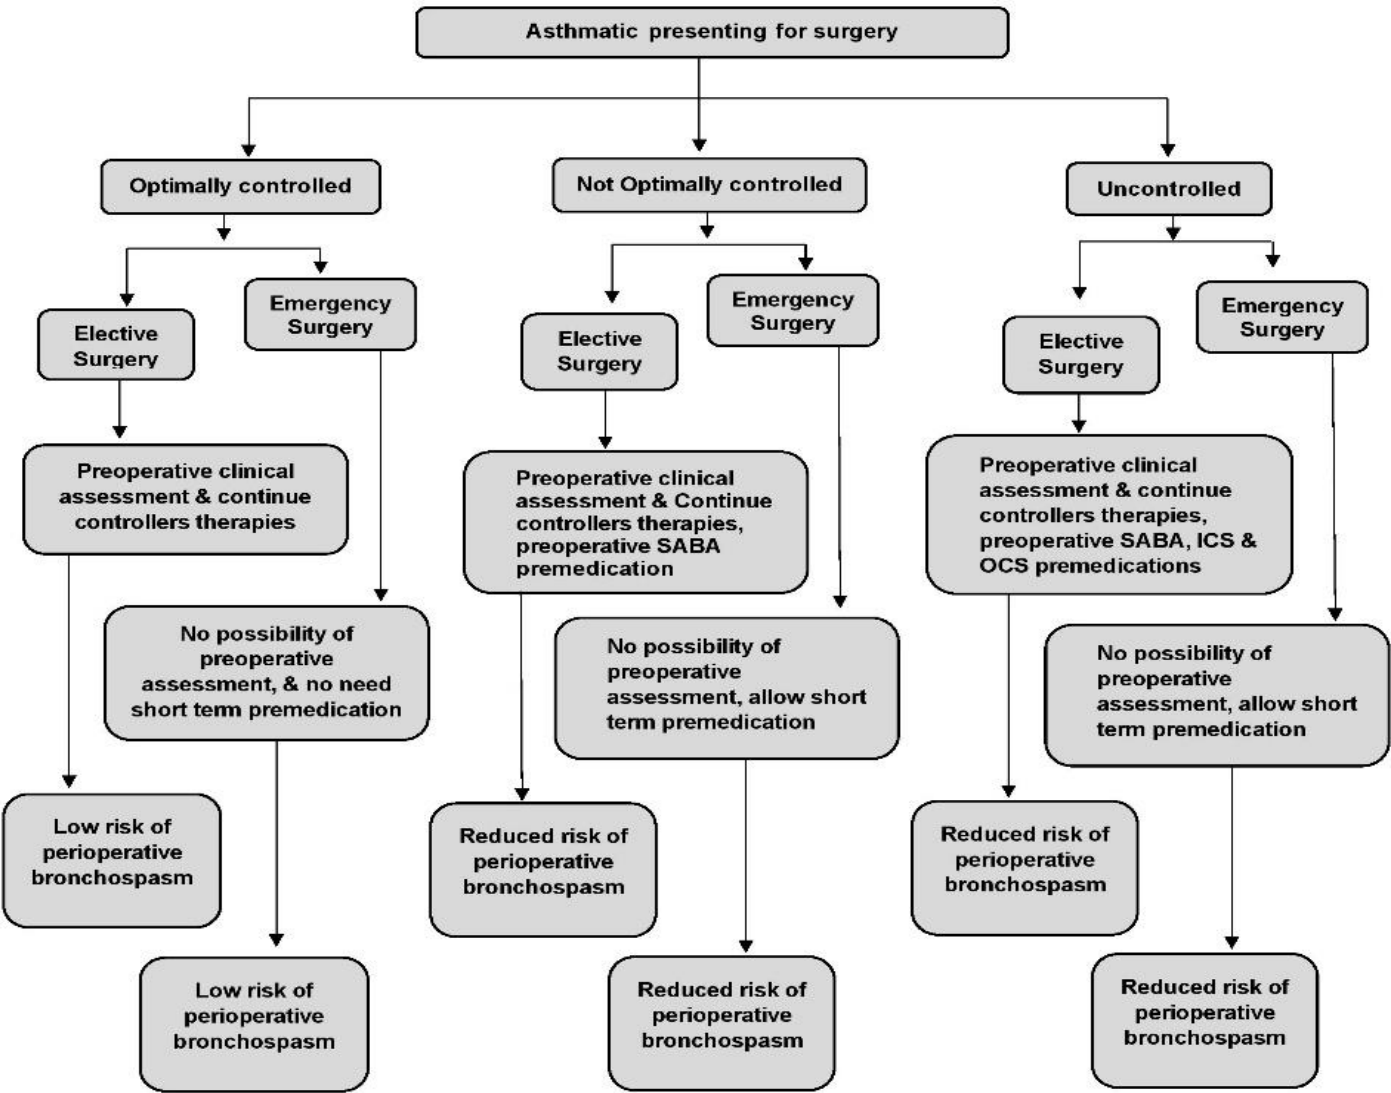 Asthmatic presenting for surgery
Optimally controlled
Not Optimally controlled
Uncontrolled
Elective
Surgery
Emergency
Surgery
Elective
Surgery
Emergency
Surgery
Elective
Surgery
Emergency
Surgery
Preoperative clinical
assessment & continue
controllers therapies
No possibility of
preoperative
assessment, & no need
short term premedication
Preoperative clinical
assessment & Continue
controllers therapies,
preoperative SABA
premedication
No possibility of
preoperative
assessment, allow short
term premedication
Preoperative clinical
assessment & continue
controllers therapies,
preoperative SABA, ICS &
OCS premedications
No possibility of
preoperative
assessment, allow short
term premedication
Low risk of
perioperative
bronchospasm
Low risk of
perioperative
bronchospasm
Reduced risk of
perioperative
bronchospasm
Reduced risk of
perioperative
bronchospasm
Reduced risk of
perioperative
bronchospasm
Reduced risk of
perioperative
bronchospasm